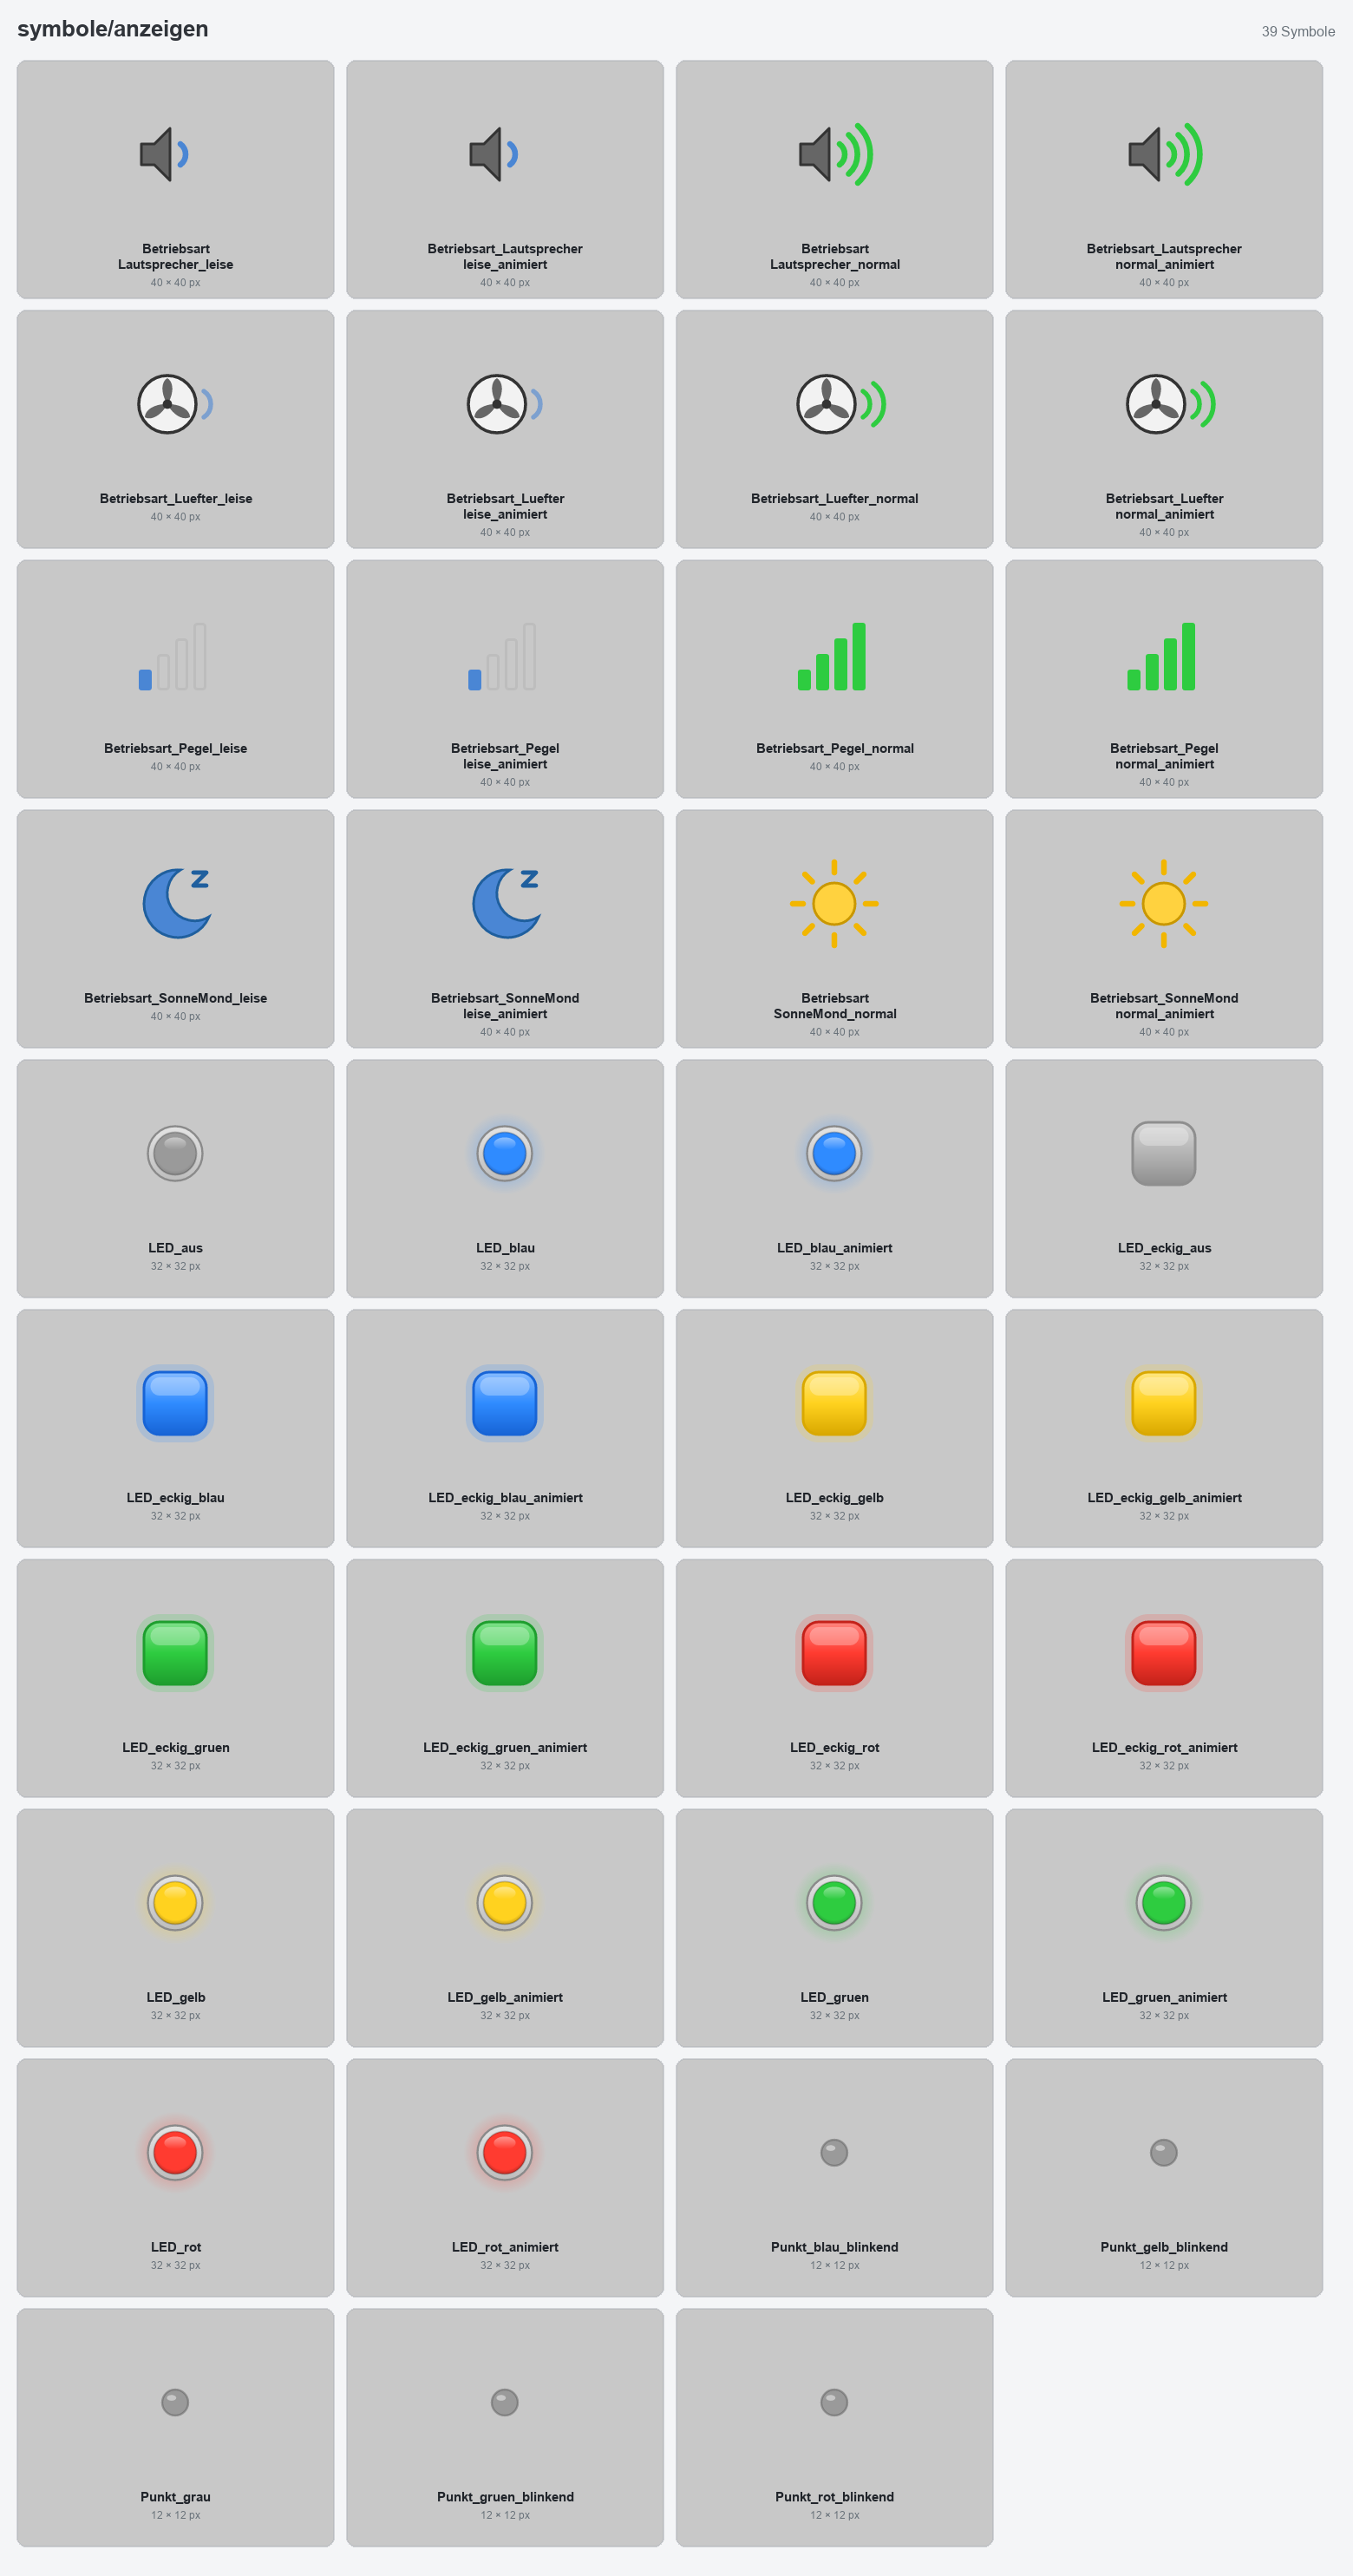 symbole/anzeigen
39 Symbole
Betriebsart
Lautsprecher_leise
40 × 40 px
Betriebsart_Lautsprecher
leise_animiert
40 × 40 px
Betriebsart
Lautsprecher_normal
40 × 40 px
Betriebsart_Lautsprecher
normal_animiert
40 × 40 px
Betriebsart_Luefter_leise
40 × 40 px
Betriebsart_Luefter
leise_animiert
40 × 40 px
Betriebsart_Luefter_normal
40 × 40 px
Betriebsart_Luefter
normal_animiert
40 × 40 px
Betriebsart_Pegel_leise
40 × 40 px
Betriebsart_Pegel
leise_animiert
40 × 40 px
Betriebsart_Pegel_normal
40 × 40 px
Betriebsart_Pegel
normal_animiert
40 × 40 px
z
Betriebsart_SonneMond_leise
40 × 40 px
z
Betriebsart_SonneMond
leise_animiert
40 × 40 px
Betriebsart
SonneMond_normal
40 × 40 px
Betriebsart_SonneMond
normal_animiert
40 × 40 px
LED_aus
32 × 32 px
LED_blau
32 × 32 px
LED_blau_animiert
32 × 32 px
LED_eckig_aus
32 × 32 px
LED_eckig_blau
32 × 32 px
LED_eckig_blau_animiert
32 × 32 px
LED_eckig_gelb
32 × 32 px
LED_eckig_gelb_animiert
32 × 32 px
LED_eckig_gruen
32 × 32 px
LED_eckig_gruen_animiert
32 × 32 px
LED_eckig_rot
32 × 32 px
LED_eckig_rot_animiert
32 × 32 px
LED_gelb
32 × 32 px
LED_gelb_animiert
32 × 32 px
LED_gruen
32 × 32 px
LED_gruen_animiert
32 × 32 px
LED_rot
32 × 32 px
LED_rot_animiert
32 × 32 px
Punkt_blau_blinkend
12 × 12 px
Punkt_gelb_blinkend
12 × 12 px
Punkt_grau
12 × 12 px
Punkt_gruen_blinkend
12 × 12 px
Punkt_rot_blinkend
12 × 12 px